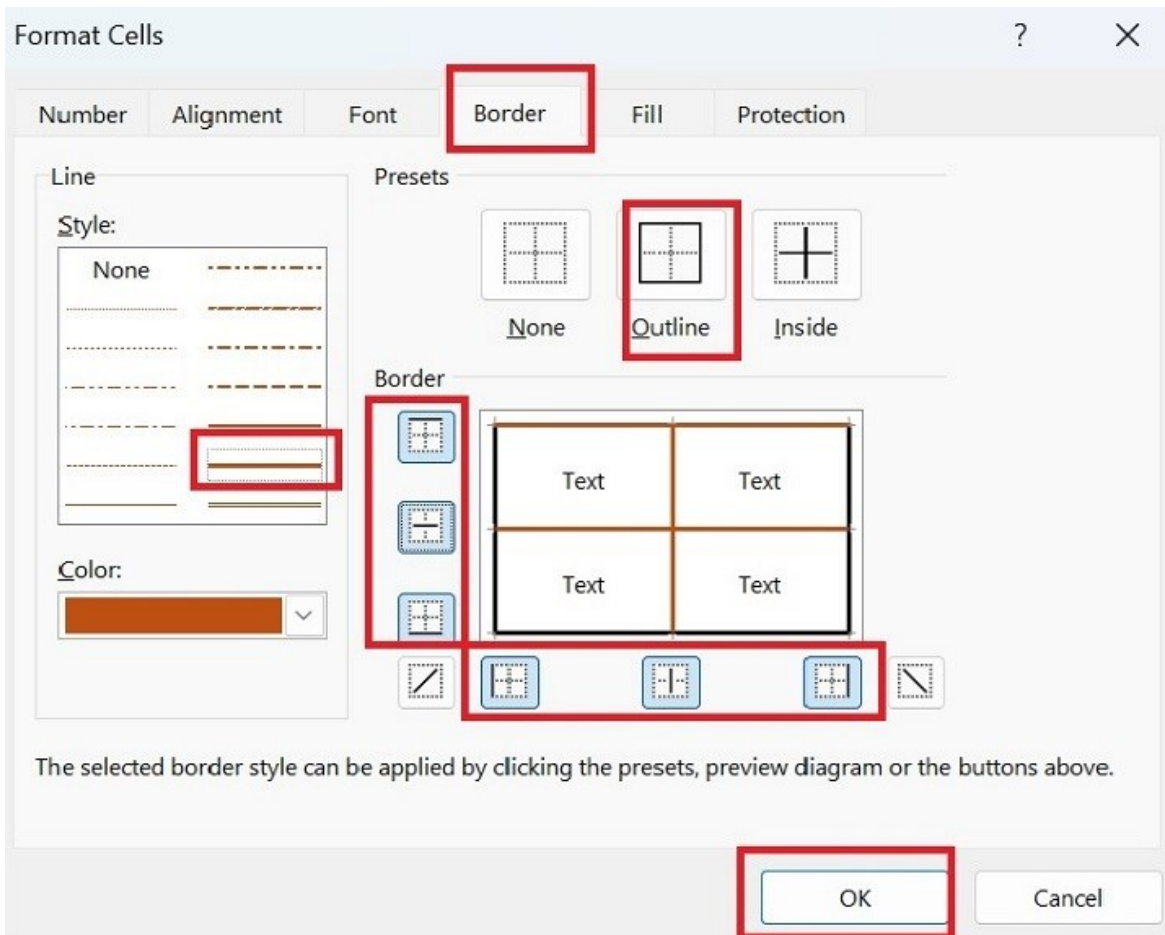 Format Cells
Number Alignment Font Border Fill Protection
Line
Style:
None
Color:
Presets
None Outline Inside
Border
Text Text
Text Text
The selected border style can be applied by clicking the presets, preview diagram or the buttons above.
OK Cancel